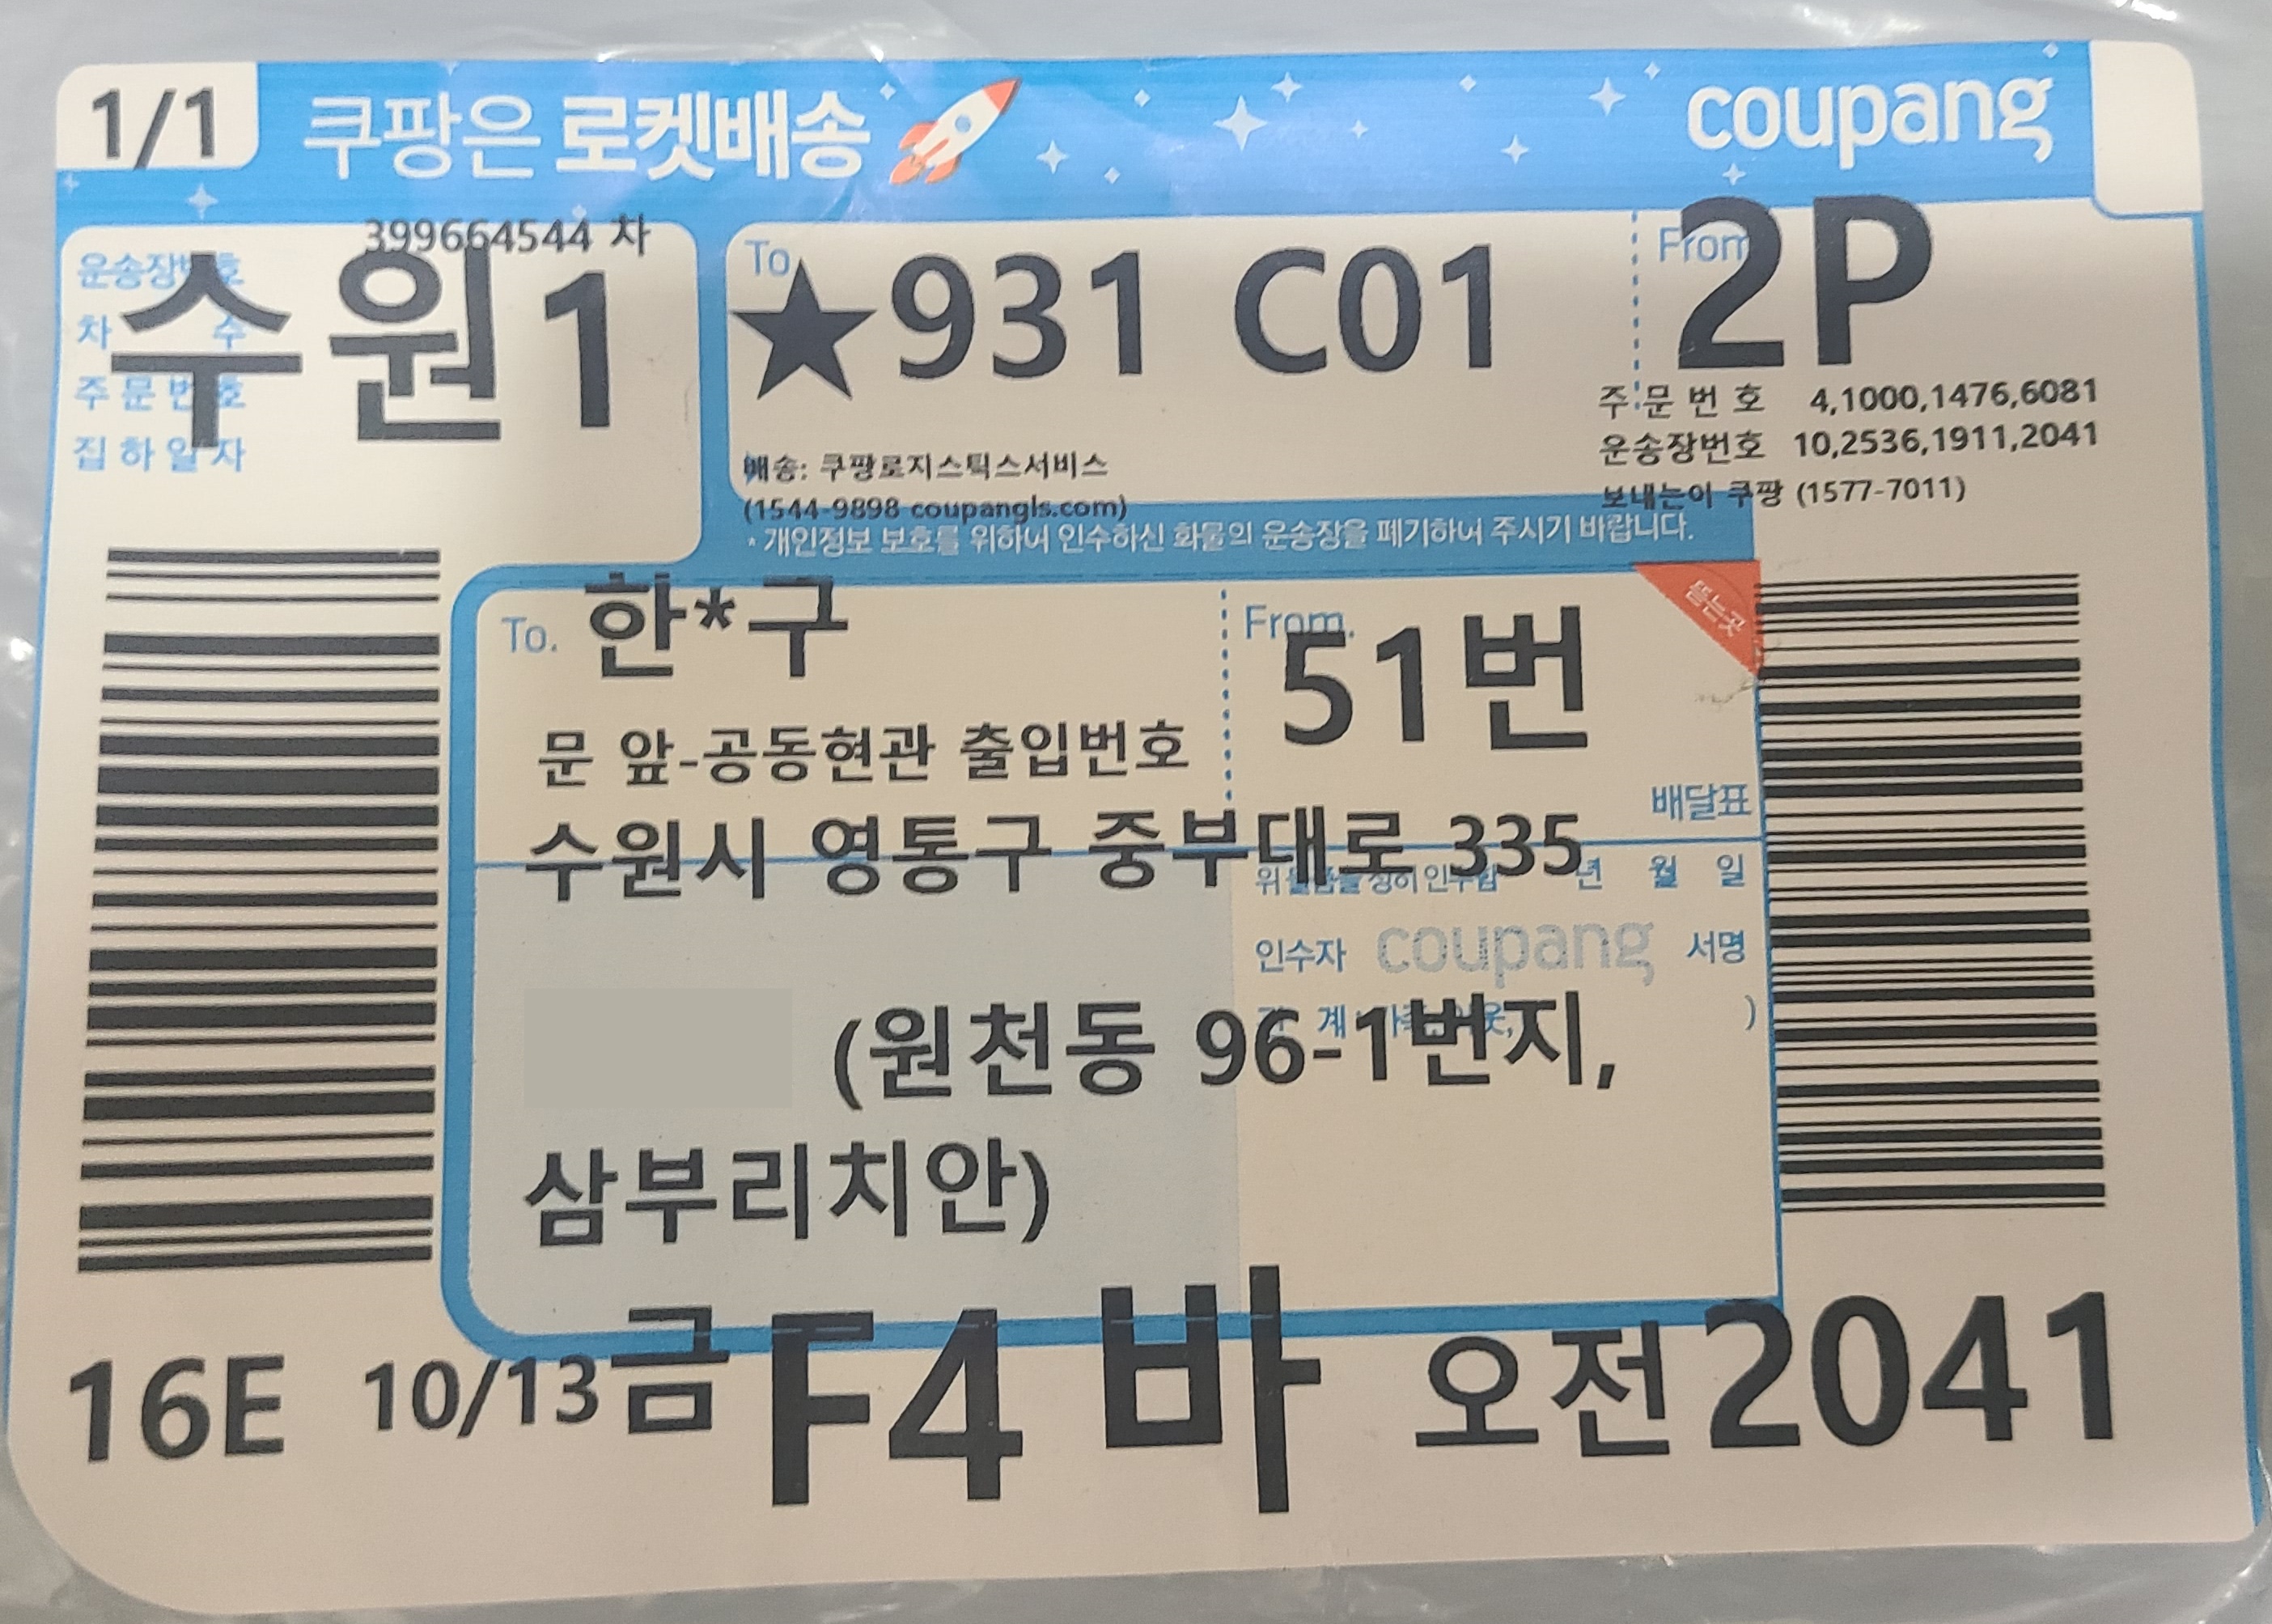 1/1
쿠팡은 로켓배송
coupang
399664544 차
운송장번호
수원1
차 수
주문번호
집하일자
To
★931 C01
From
2P
주문번호 4,1000,1476,6081
운송장번호 10,2536,1911,2041
보내는이 쿠팡 (1577-7011)
배송: 쿠팡로지스틱스서비스
(1544-9898 coupangls.com)
* 개인정보 보호를 위하여 인수하신 화물의 운송장을 폐기하여 주시기 바랍니다.
뜯는곳
To.
한*구
From.
51번
문 앞-공동현관 출입번호
배달표
수원시 영통구 중부대로 335
년 월 일
인수자 coupang 서명
(원천동 96-1번지,
)
삼부리치안)
16E 10/13금 F4 바 오전 2041